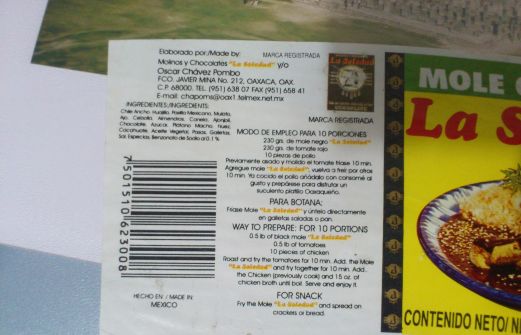 Elaborado por:/Made by:
MARCA REGISTRADA
Molinos y Chocolates "La Soledad" y/o
Oscar Chávez Pombo
FCO. JAVIER MINA No. 212, OAXACA, OAX.
C.P. 68000. TEL. (951) 638 07 FAX (951) 658 41
E-mail: chapoms@oax1.telmex.net.mx
INGREDIENTES/INGREDIENTS:
Chile Ancho, Huajillo, Pasilla Mexicano, Mulato,
Ajo, Cebolla, Almendras, Canela, Ajonjolí,
Chocolate, Azucar, Platano Macho, Nuez,
Cacahuate, Aceite Vegetal, Pasas, Galletas,
Sal, Especias, Benzonato de Sodio a 0.1 %
MARCA REGISTRADA
MODO DE EMPLEO PARA 10 PORCIONES
230 gs. de mole negro "La Soledad"
230 gs. de tomate rojo
10 piezas de pollo
Previamente asado y molido el tomate fríase 10 min.
Agregue mole "La Soledad", vuelva a freir por otros
10 min. Ya cocido el pollo añádalo con consomé al
gusto y prepárese para disfrutar un
suculento platillo Oaxaqueño.
PARA BOTANA:
Fríase Mole "La Soledad" y úntelo directamente
en galletas saladas o pan.
WAY TO PREPARE: FOR 10 PORTIONS
0.5 lb of black mole "La Soledad"
0.5 lb of tomatoes
10 pieces of chicken
Roast and fry the tomatoes for 10 min. Add. the Mole
"La Soledad" and fry together for 10 min. Add.
the Chicken (previously cook) and 15 oz. of
chicken broth until boil. Serve and enjoy it.
FOR SNACK
Fry the Mole "La Soledad" and spread on
crackers or bread.
7501510623008
HECHO EN / MADE IN
MEXICO
MOLE
La S
CONTENIDO NETO/ N